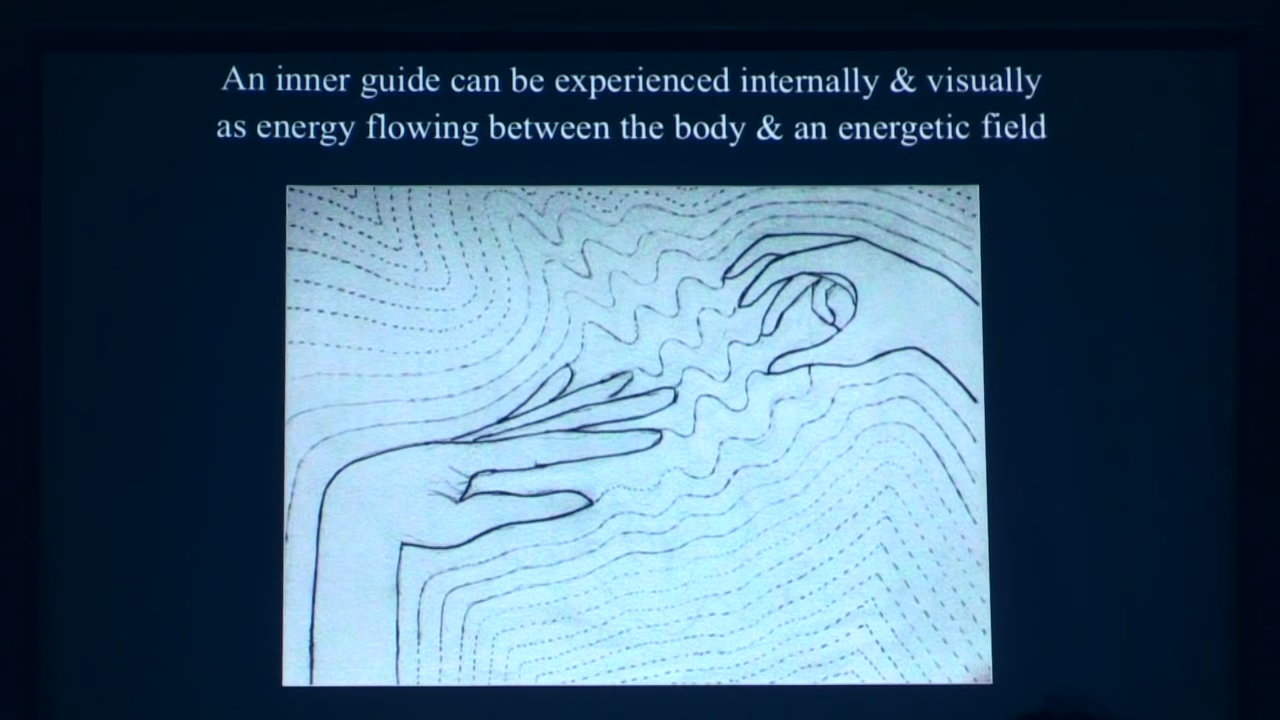 An inner guide can be experienced internally & visually
as energy flowing between the body & an energetic field